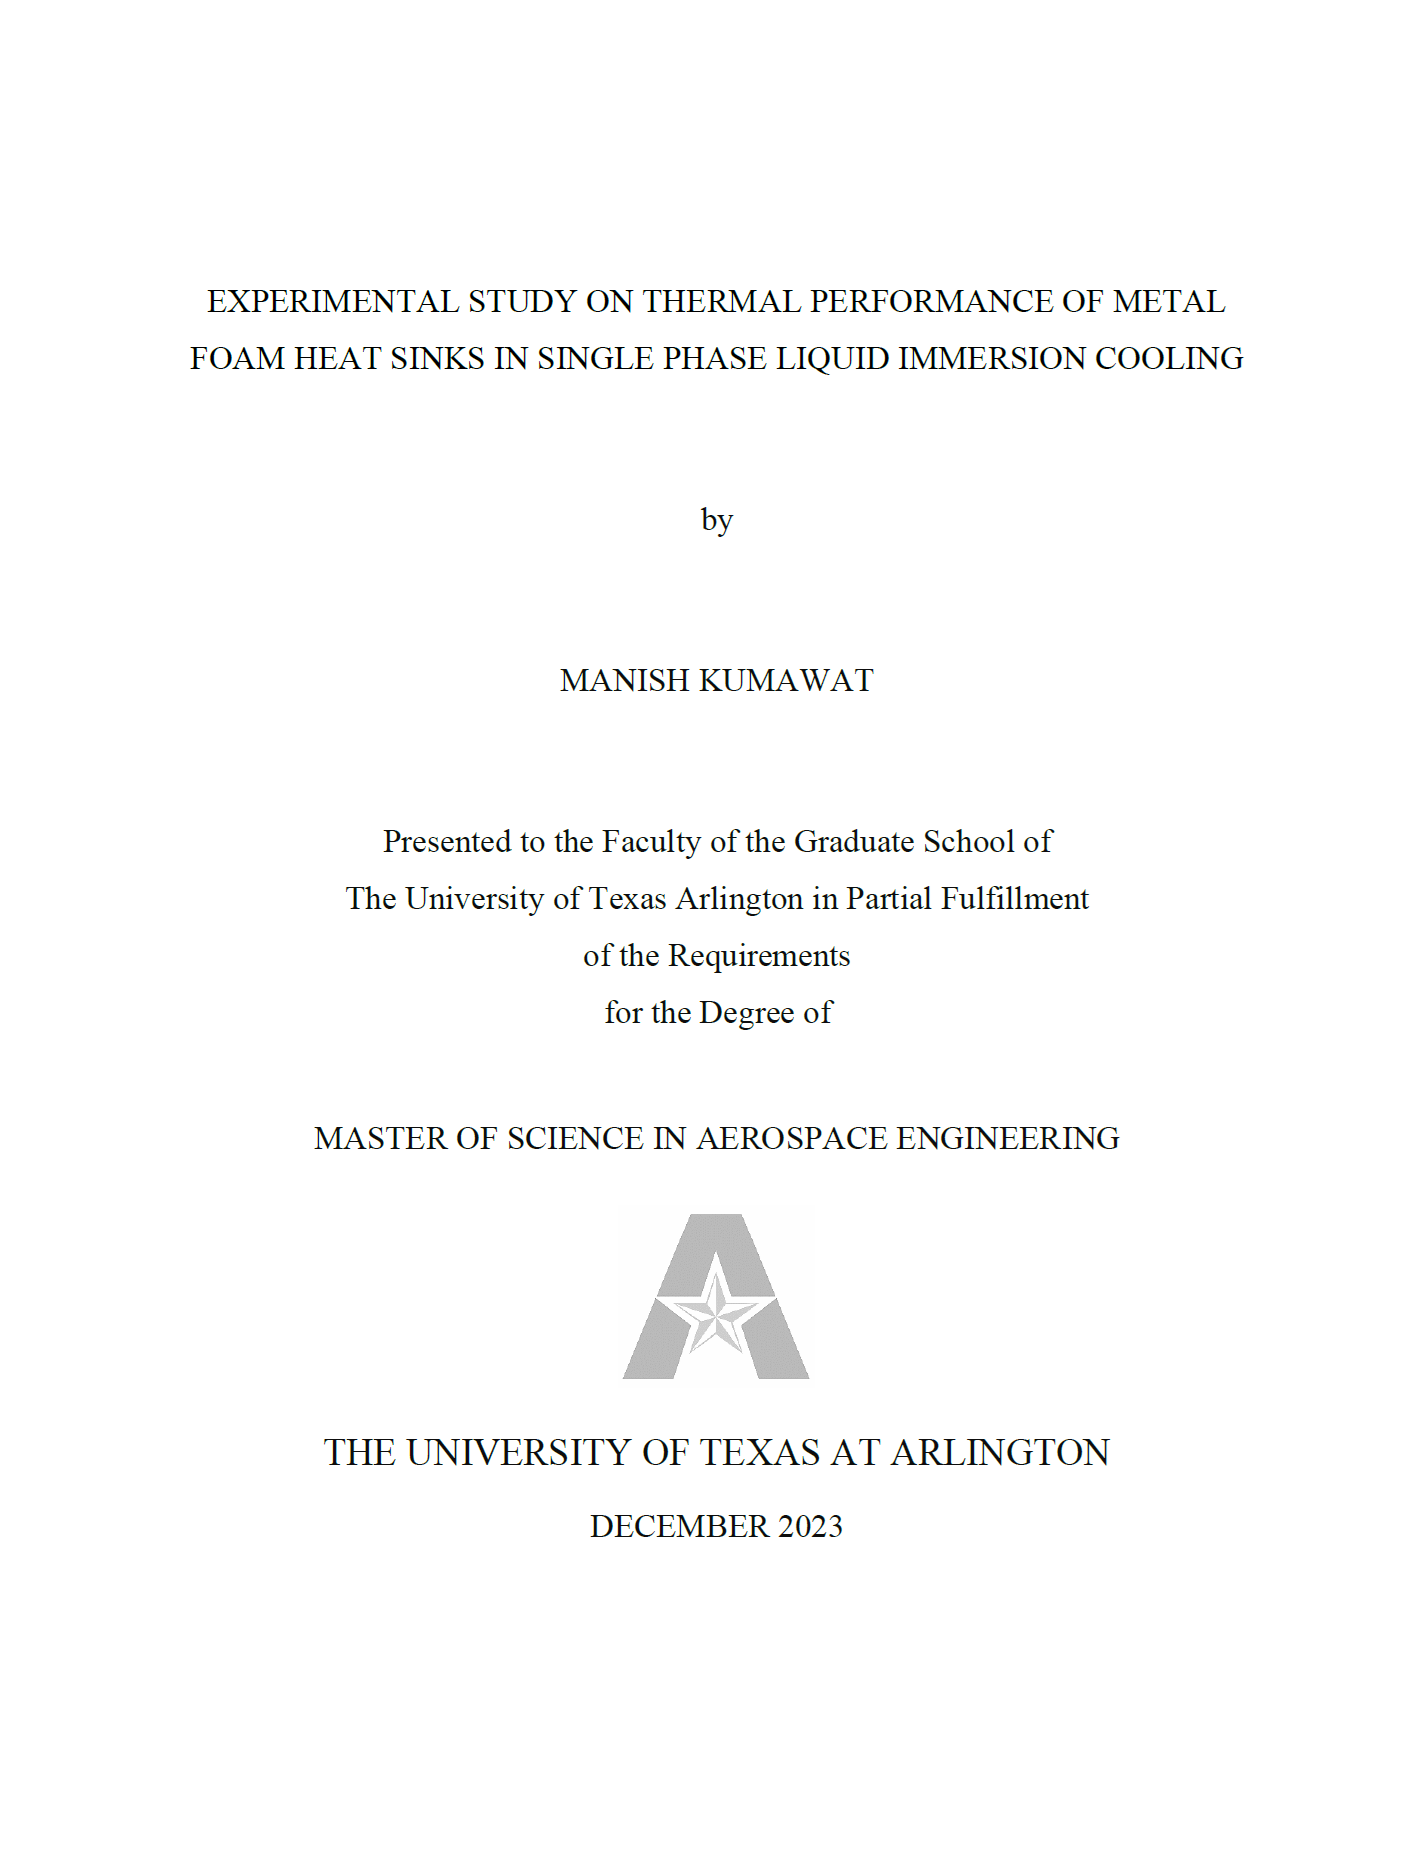 EXPERIMENTAL STUDY ON THERMAL PERFORMANCE OF METAL
FOAM HEAT SINKS IN SINGLE PHASE LIQUID IMMERSION COOLING
by
MANISH KUMAWAT
Presented to the Faculty of the Graduate School of
The University of Texas Arlington in Partial Fulfillment
of the Requirements
for the Degree of
MASTER OF SCIENCE IN AEROSPACE ENGINEERING
THE UNIVERSITY OF TEXAS AT ARLINGTON
DECEMBER 2023